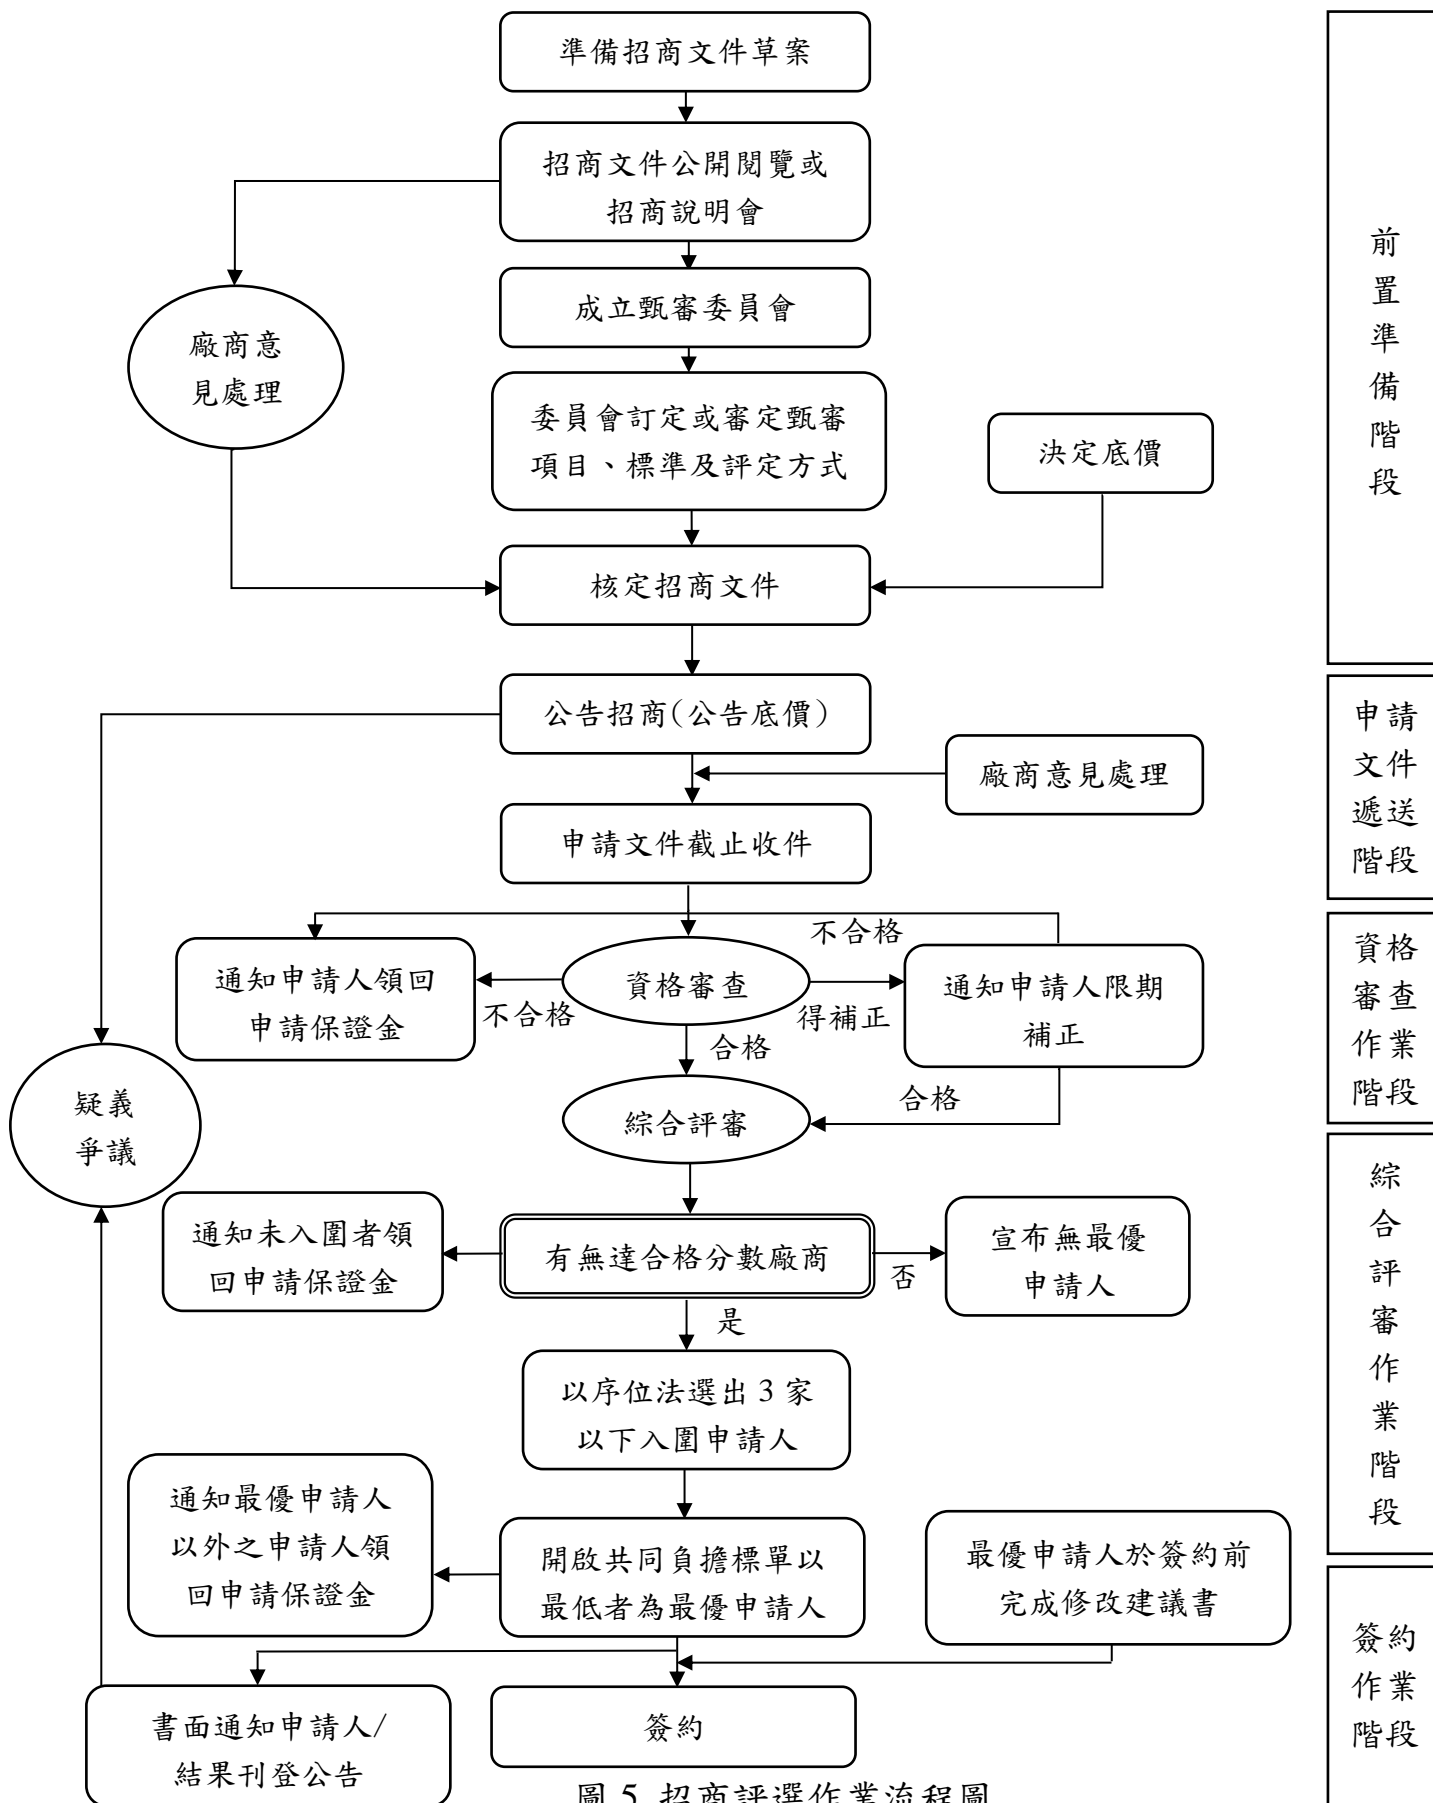 準備招商文件草案
招商文件公開閱覽或
招商說明會
成立甄審委員會
廠商意
見處理
委員會訂定或審定甄審
項目、標準及評定方式
決定底價
核定招商文件
前
置
準
備
階
段
公告招商(公告底價)
廠商意見處理
申請文件截止收件
申請
文件
遞送
階段
不合格
通知申請人領回
申請保證金
不合格
資格審查
得補正
通知申請人限期
補正
合格
合格
綜合評審
疑義
爭議
資格
審查
作業
階段
通知未入圍者領
回申請保證金
有無達合格分數廠商
否
宣布無最優
申請人
是
以序位法選出 3 家
以下入圍申請人
綜
合
評
審
作
業
階
段
通知最優申請人
以外之申請人領
回申請保證金
開啟共同負擔標單以
最低者為最優申請人
最優申請人於簽約前
完成修改建議書
書面通知申請人/
結果刊登公告
簽約
簽約
作業
階段
圖 5 招商評選作業流程圖